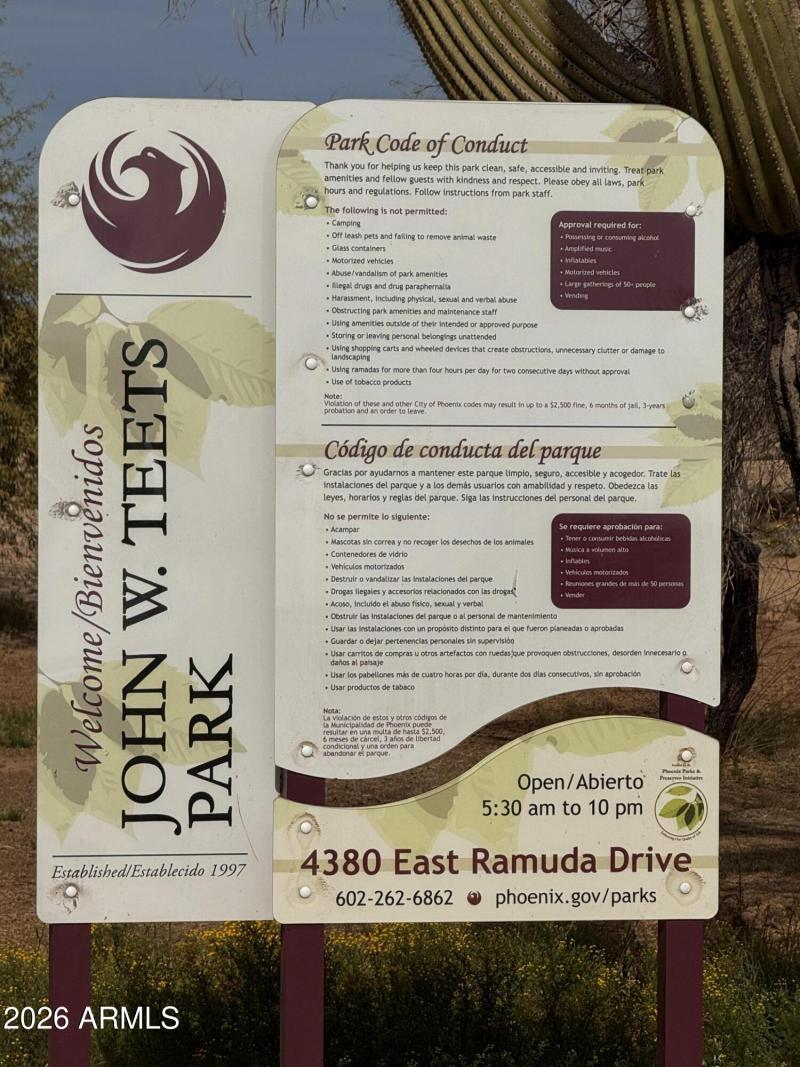 Welcome/Bienvenidos
JOHN W. TEETS
PARK
Established/Establecido 1997
Park Code of Conduct
Thank you for helping us keep this park clean, safe, accessible and inviting. Treat park
amenities and fellow guests with kindness and respect. Please obey all laws, park
hours and regulations. Follow instructions from park staff.
The following is not permitted:
• Camping
• Off leash pets and failing to remove animal waste
• Glass containers
• Motorized vehicles
• Abuse/vandalism of park amenities
• Illegal drugs and drug paraphernalia
• Harassment, including physical, sexual and verbal abuse
• Obstructing park amenities and maintenance staff
• Using amenities outside of their intended or approved purpose
• Storing or leaving personal belongings unattended
• Using shopping carts and wheeled devices that create obstructions, unnecessary clutter or damage to
landscaping
• Using ramadas for more than four hours per day for two consecutive days without approval
• Use of tobacco products
Approval required for:
• Possessing or consuming alcohol
• Amplified music
• Inflatables
• Motorized vehicles
• Large gatherings of 50+ people
• Vending
Note:
Violation of these and other City of Phoenix codes may result in up to a $2,500 fine, 6 months of jail, 3-years
probation and an order to leave.
Código de conducta del parque
Gracias por ayudarnos a mantener este parque limpio, seguro, accesible y acogedor. Trate las
instalaciones del parque y a los demás usuarios con amabilidad y respeto. Obedezca las
leyes, horarios y reglas del parque. Siga las instrucciones del personal del parque.
No se permite lo siguiente:
• Acampar
• Mascotas sin correa y no recoger los desechos de los animales
• Contenedores de vidrio
• Vehículos motorizados
• Destruir o vandalizar las instalaciones del parque
• Drogas ilegales y accesorios relacionados con las drogas
• Acoso, incluido el abuso físico, sexual y verbal
• Obstruir las instalaciones del parque o al personal de mantenimiento
• Usar las instalaciones con un propósito distinto para el que fueron planeadas o aprobadas
• Guardar o dejar pertenencias personales sin supervisión
• Usar carritos de compras u otros artefactos con ruedas que provoquen obstrucciones, desorden innecesario o
daños al paisaje
• Usar los pabellones más de cuatro horas por día, durante dos días consecutivos, sin aprobación
• Usar productos de tabaco
Se requiere aprobación para:
• Tener o consumir bebidas alcohólicas
• Música a volumen alto
• Inflables
• Vehículos motorizados
• Reuniones grandes de más de 50 personas
• Vender
Nota:
La violación de estos y otros códigos de
la Municipalidad de Phoenix puede
resultar en una multa de hasta $2,500,
6 meses de cárcel, 3 años de libertad
condicional y una orden para
abandonar el parque.
Open/Abierto
5:30 am to 10 pm
Phoenix Parks &
Preserves Initiative
4380 East Ramuda Drive
602-262-6862 phoenix.gov/parks
2026 ARMLS